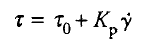 τ = τ₀ + Kₚ γ̇